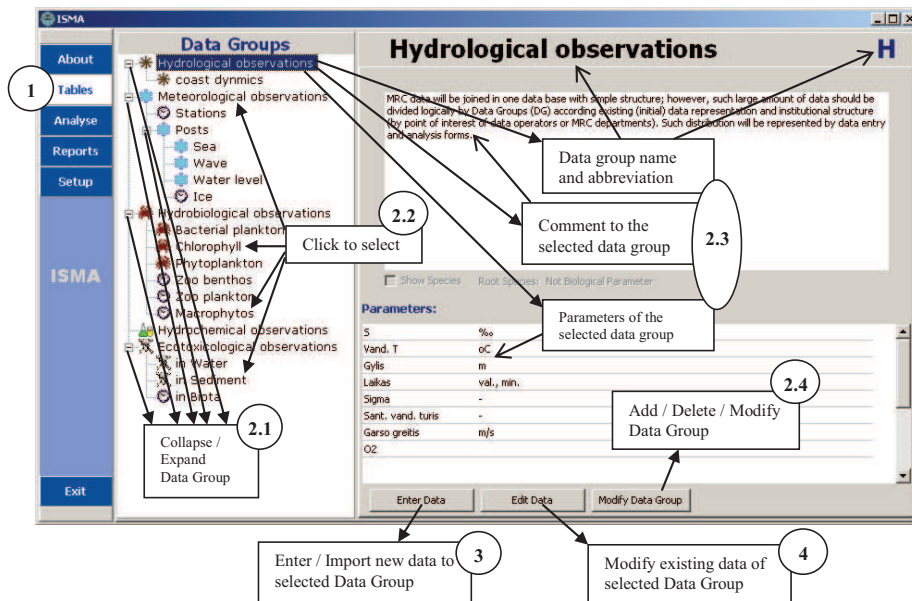 ISMA
Data Groups
Hydrological observations
H
About
Tables
Analyse
Reports
Setup
ISMA
Exit
1
Hydrological observations
coast dynmics
Meteorological observations
Stations
Posts
Sea
Wave
Water level
Ice
Hydrobiological observations
Bacterial plankton
Chlorophyll
Phytoplankton
Zoo benthos
Zoo plankton
Macrophytos
Hydrochemical observations
Ecotoxicological observations
in Water
in Sediment
in Biota
MRC data will be joined in one data base with simple structure; however, such large amount of data should be
divided logically by Data Groups (DG) according existing (initial) data representation and institutional structure
(by point of interest of data operators or MRC departments). Such distribution will be represented by data entry
and analysis forms.
Data group name
and abbreviation
Comment to the
selected data group
2.3
2.2
Click to select
Show Species Root Species: Not Biological Parameter
Parameters of the
selected data group
Parameters:
S ‰
Vand. T oC
Gylis m
Laikas val., min.
Sigma -
Sant. vand. turis -
Garso greitis m/s
O2
2.4
Add / Delete / Modify
Data Group
2.1
Collapse /
Expand
Data Group
Enter Data Edit Data Modify Data Group
3
Enter / Import new data to
selected Data Group
4
Modify existing data of
selected Data Group